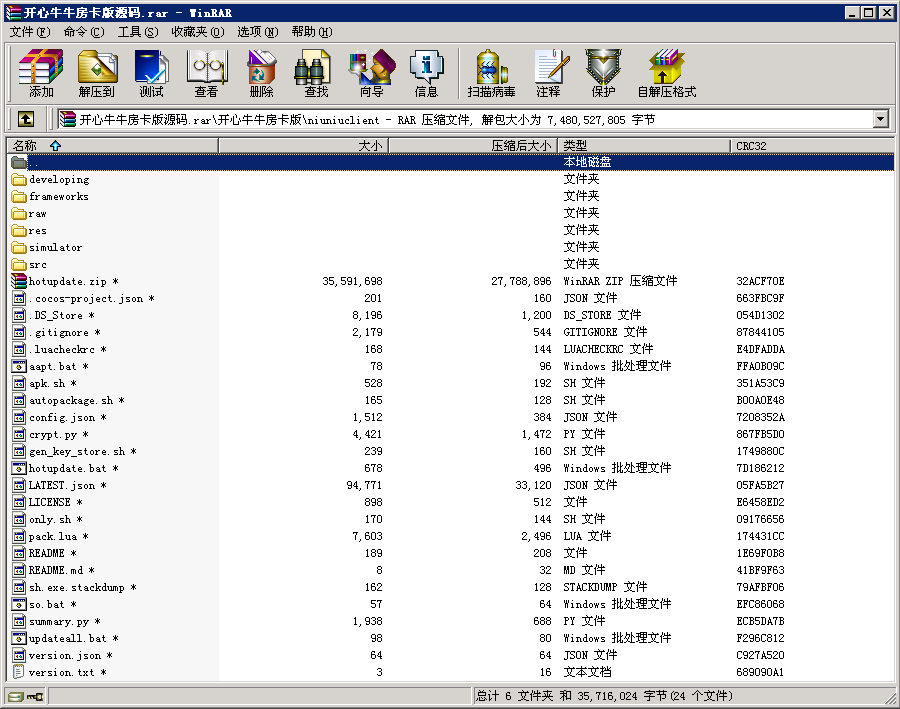 开心牛牛房卡版源码.rar - WinRAR
文件(F) 命令(C) 工具(S) 收藏夹(O) 选项(N) 帮助(H)
添加 解压到 测试 查看 删除 查找 向导 信息 扫描病毒 注释 保护 自解压格式
开心牛牛房卡版源码.rar\开心牛牛房卡版\niuniuclient - RAR 压缩文件, 解包大小为 7,480,527,805 字节
名称 大小 压缩后大小 类型 CRC32
.. 本地磁盘
developing 文件夹
frameworks 文件夹
raw 文件夹
res 文件夹
simulator 文件夹
src 文件夹
hotupdate.zip * 35,591,698 27,788,896 WinRAR ZIP 压缩文件 32ACF70E
.cocos-project.json * 201 160 JSON 文件 663FBC9F
.DS_Store * 8,196 1,200 DS_STORE 文件 054D1302
.gitignore * 2,179 544 GITIGNORE 文件 87844105
.luacheckrc * 168 144 LUACHECKRC 文件 E4DFADDA
aapt.bat * 78 96 Windows 批处理文件 FFA0B09C
apk.sh * 528 192 SH 文件 351A53C9
autopackage.sh * 165 128 SH 文件 B00A0E48
config.json * 1,512 384 JSON 文件 7208352A
crypt.py * 4,421 1,472 PY 文件 867FB5D0
gen_key_store.sh * 239 160 SH 文件 1749880C
hotupdate.bat * 678 496 Windows 批处理文件 7D186212
LATEST.json * 94,771 33,120 JSON 文件 05FA5B27
LICENSE * 898 512 文件 E6458ED2
only.sh * 170 144 SH 文件 09176656
pack.lua * 7,603 2,496 LUA 文件 174431CC
README * 189 208 文件 1E69F0B8
README.md * 8 32 MD 文件 41BF9F63
sh.exe.stackdump * 162 128 STACKDUMP 文件 79AFBF06
so.bat * 57 64 Windows 批处理文件 EFC86068
summary.py * 1,938 688 PY 文件 ECB5DA7B
updateall.bat * 98 80 Windows 批处理文件 F296C812
version.json * 64 64 JSON 文件 C927A520
version.txt * 3 16 文本文档 689090A1
总计 6 文件夹 和 35,716,024 字节(24 个文件)